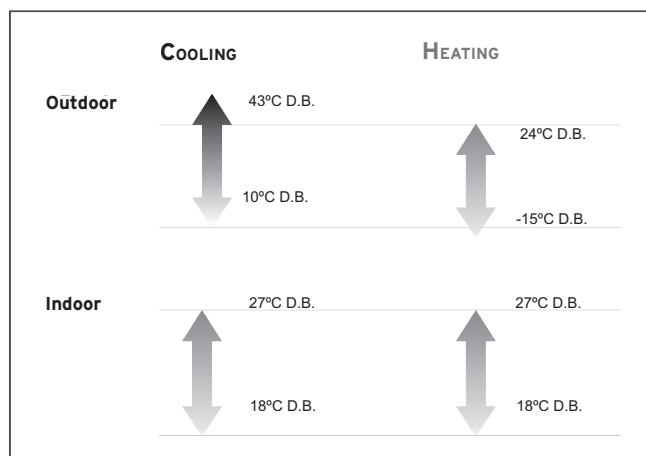 COOLING HEATING
Outdoor 43ºC D.B.
24ºC D.B.
10ºC D.B.
-15ºC D.B.
Indoor 27ºC D.B. 27ºC D.B.
18ºC D.B. 18ºC D.B.